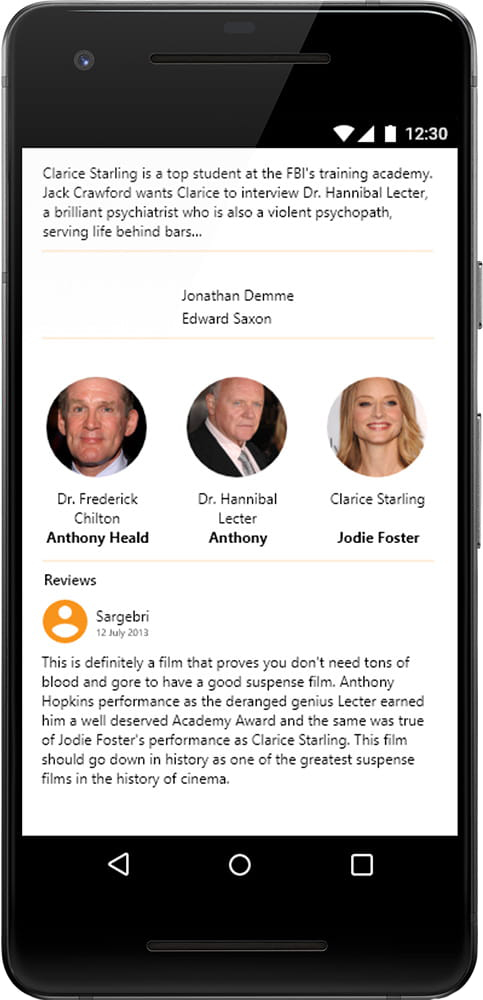 12:30
Clarice Starling is a top student at the FBI's training academy.
Jack Crawford wants Clarice to interview Dr. Hannibal Lecter,
a brilliant psychiatrist who is also a violent psychopath,
serving life behind bars...
Jonathan Demme
Edward Saxon
Dr. Frederick
Chilton
Anthony Heald
Dr. Hannibal
Lecter
Anthony
Clarice Starling
Jodie Foster
Reviews
Sargebri
12 July 2013
This is definitely a film that proves you don't need tons of
blood and gore to have a good suspense film. Anthony
Hopkins performance as the deranged genius Lecter earned
him a well deserved Academy Award and the same was true
of Jodie Foster's performance as Clarice Starling. This film
should go down in history as one of the greatest suspense
films in the history of cinema.